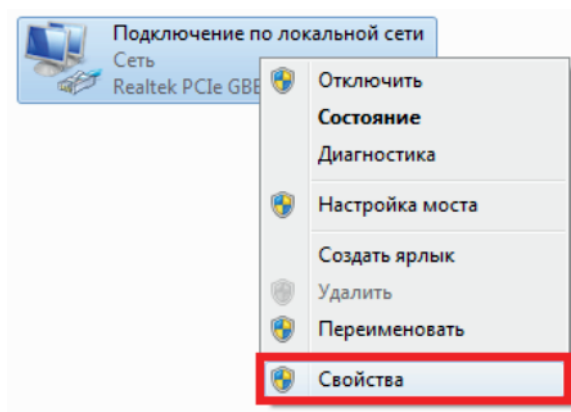 Подключение по локальной сети
Сеть
Realtek PCIe GBE
Отключить
Состояние
Диагностика
Настройка моста
Создать ярлык
Удалить
Переименовать
Свойства